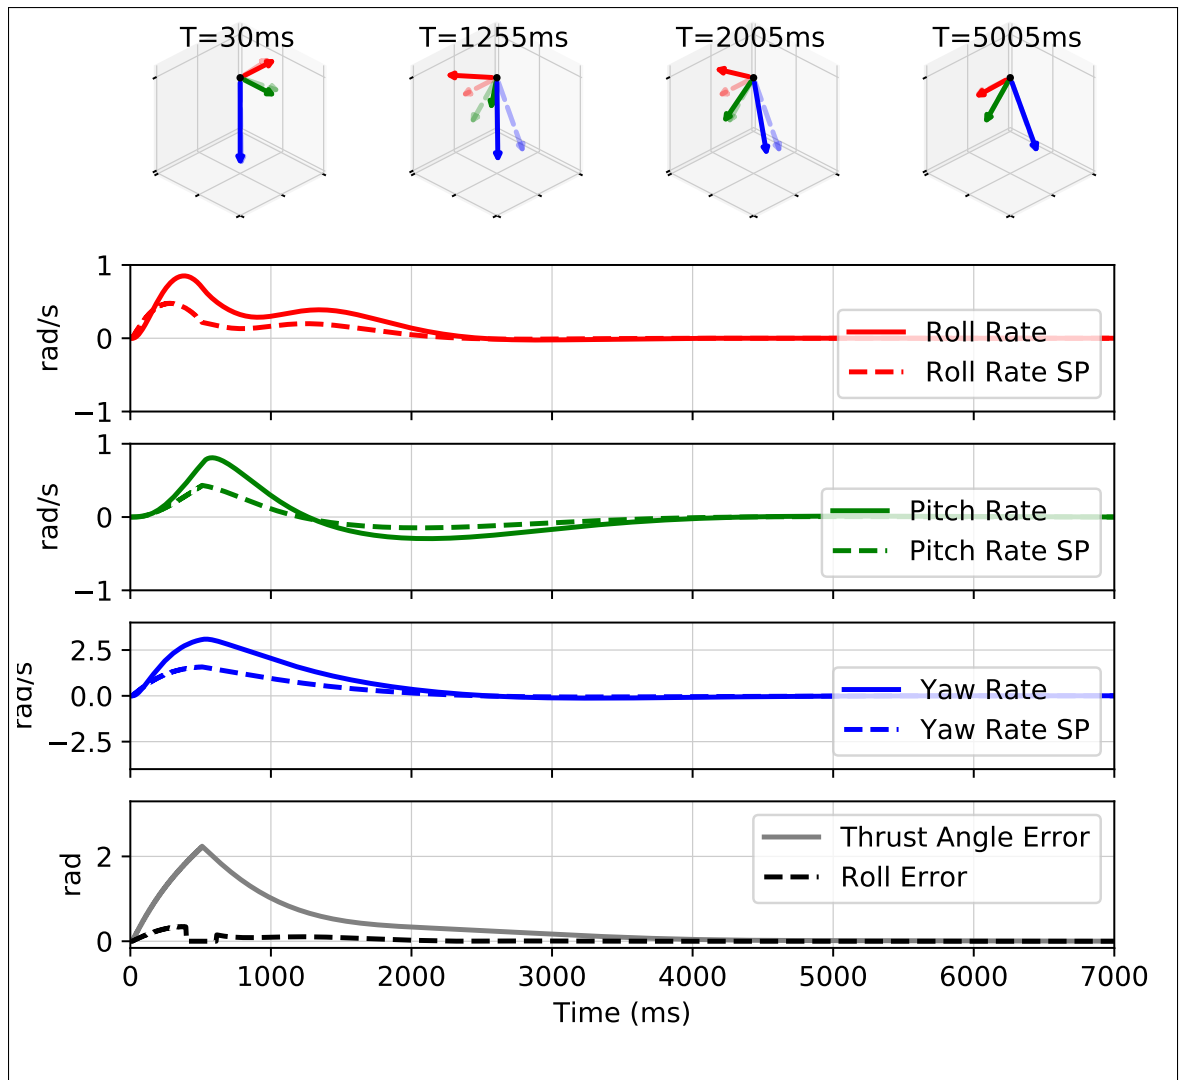 T=30ms T=1255ms T=2005ms T=5005ms
1
0
−1
rad/s
Roll Rate
Roll Rate SP
1
0
−1
rad/s
Pitch Rate
Pitch Rate SP
2.5
0.0
−2.5
rad/s
Yaw Rate
Yaw Rate SP
2
0
rad
Thrust Angle Error
Roll Error
0 1000 2000 3000 4000 5000 6000 7000
Time (ms)